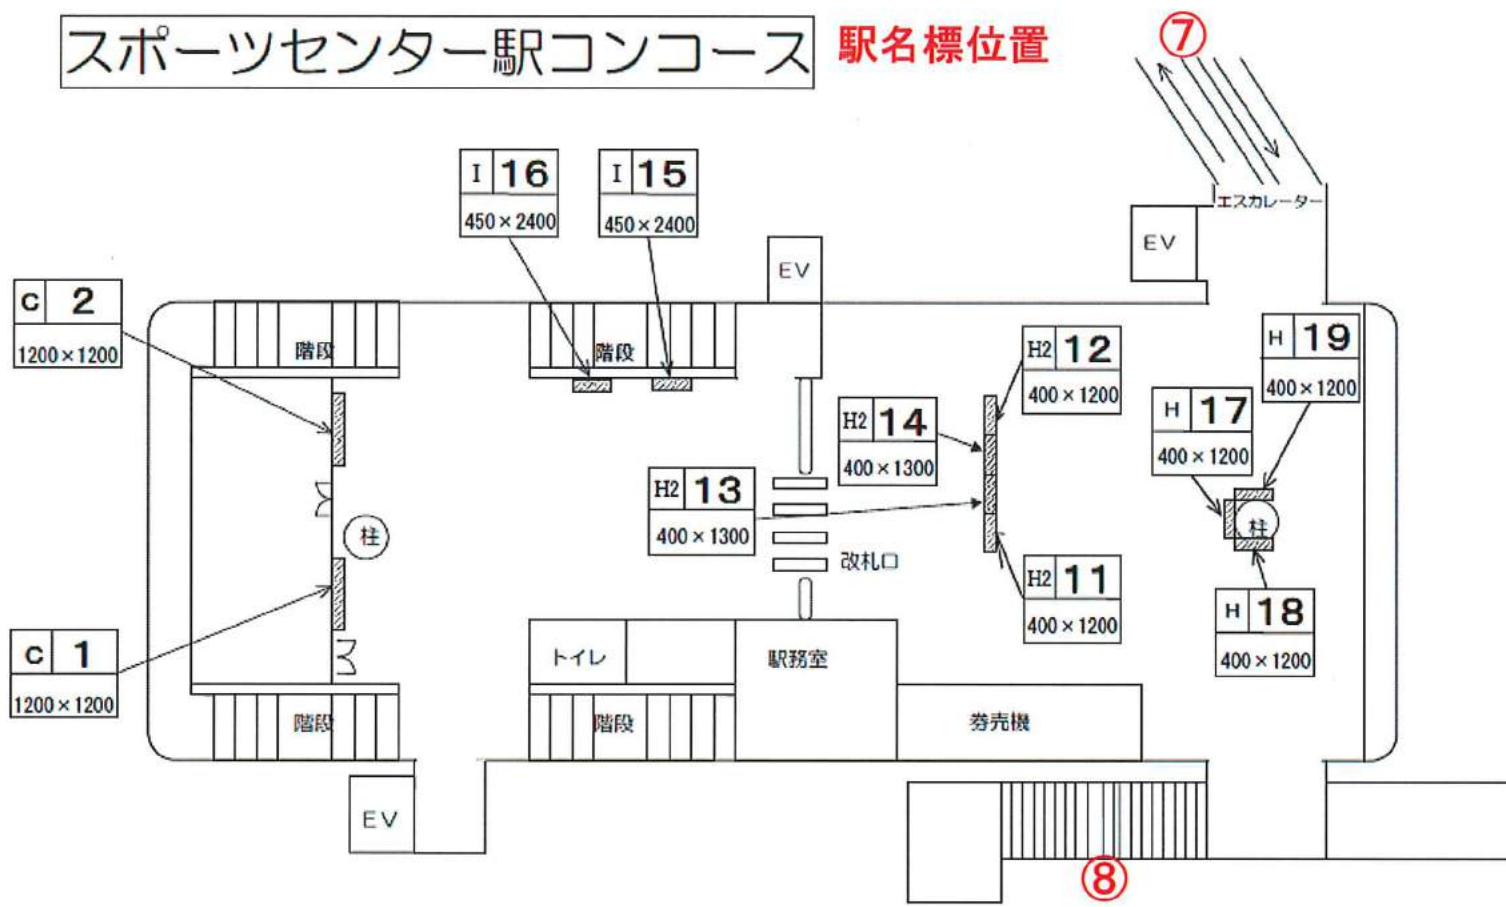 スポーツセンター駅コンコース
駅名標位置
⑦
I 16
450×2400
I 15
450×2400
エスカレーター
EV
EV
C 2
1200×1200
階段
階段
H2 12
400×1200
H 19
400×1200
H2 14
400×1300
H 17
400×1200
H2 13
400×1300
柱
柱
改札口
H2 11
400×1200
H 18
400×1200
C 1
1200×1200
トイレ
駅務室
階段
階段
券売機
EV
⑧